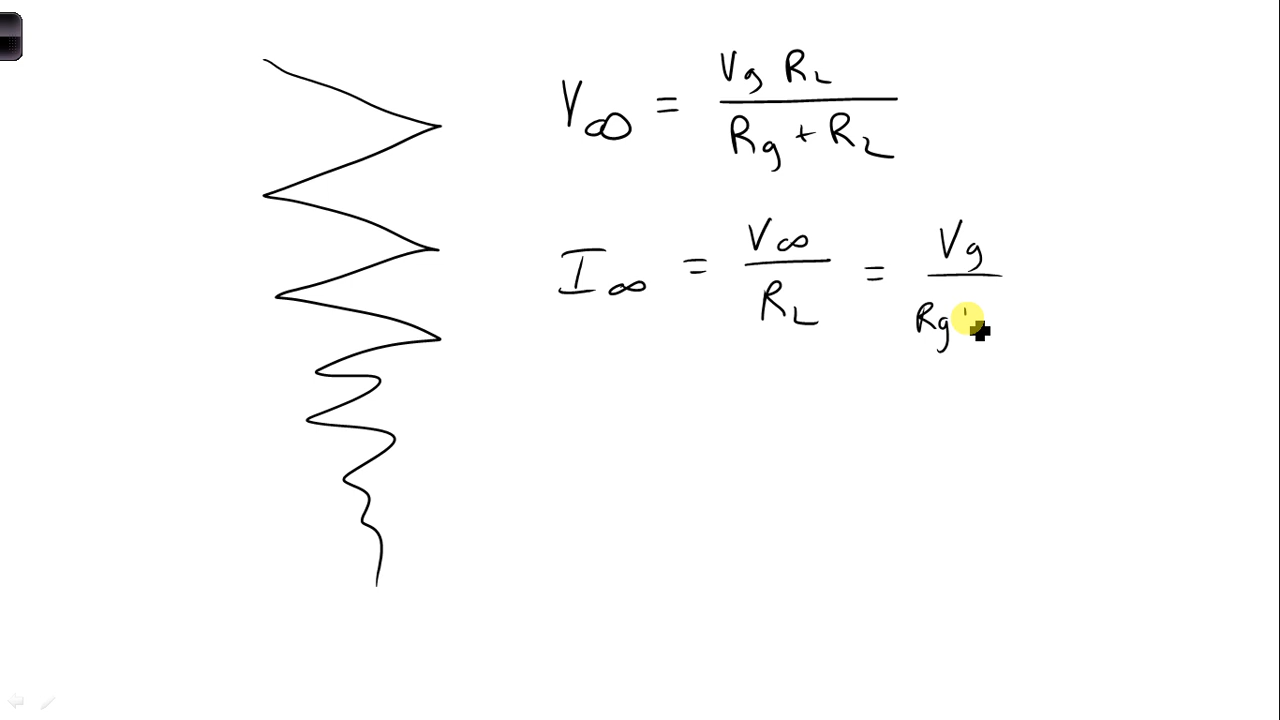 V∞ = Vg RL / Rg + RL
I∞ = V∞ / RL = Vg / Rg